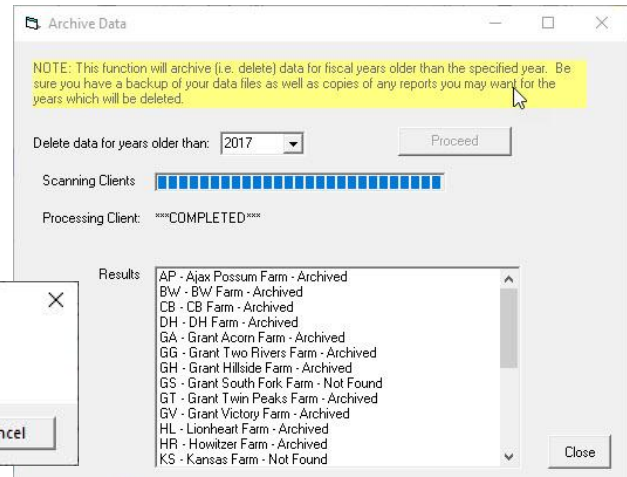 Archive Data
NOTE: This function will archive (i.e. delete) data for fiscal years older than the specified year. Be
sure you have a backup of your data files as well as copies of any reports you may want for the
years which will be deleted.
Delete data for years older than: 2017
Proceed
Scanning Clients
Processing Client: ***COMPLETED***
Results
AP - Ajax Possum Farm - Archived
BW - BW Farm - Archived
CB - CB Farm - Archived
DH - DH Farm - Archived
GA - Grant Acorn Farm - Archived
GG - Grant Two Rivers Farm - Archived
GH - Grant Hillside Farm - Archived
GS - Grant South Fork Farm - Not Found
GT - Grant Twin Peaks Farm - Archived
GV - Grant Victory Farm - Archived
HL - Lionheart Farm - Archived
HR - Howitzer Farm - Archived
KS - Kansas Farm - Not Found
ncel
Close